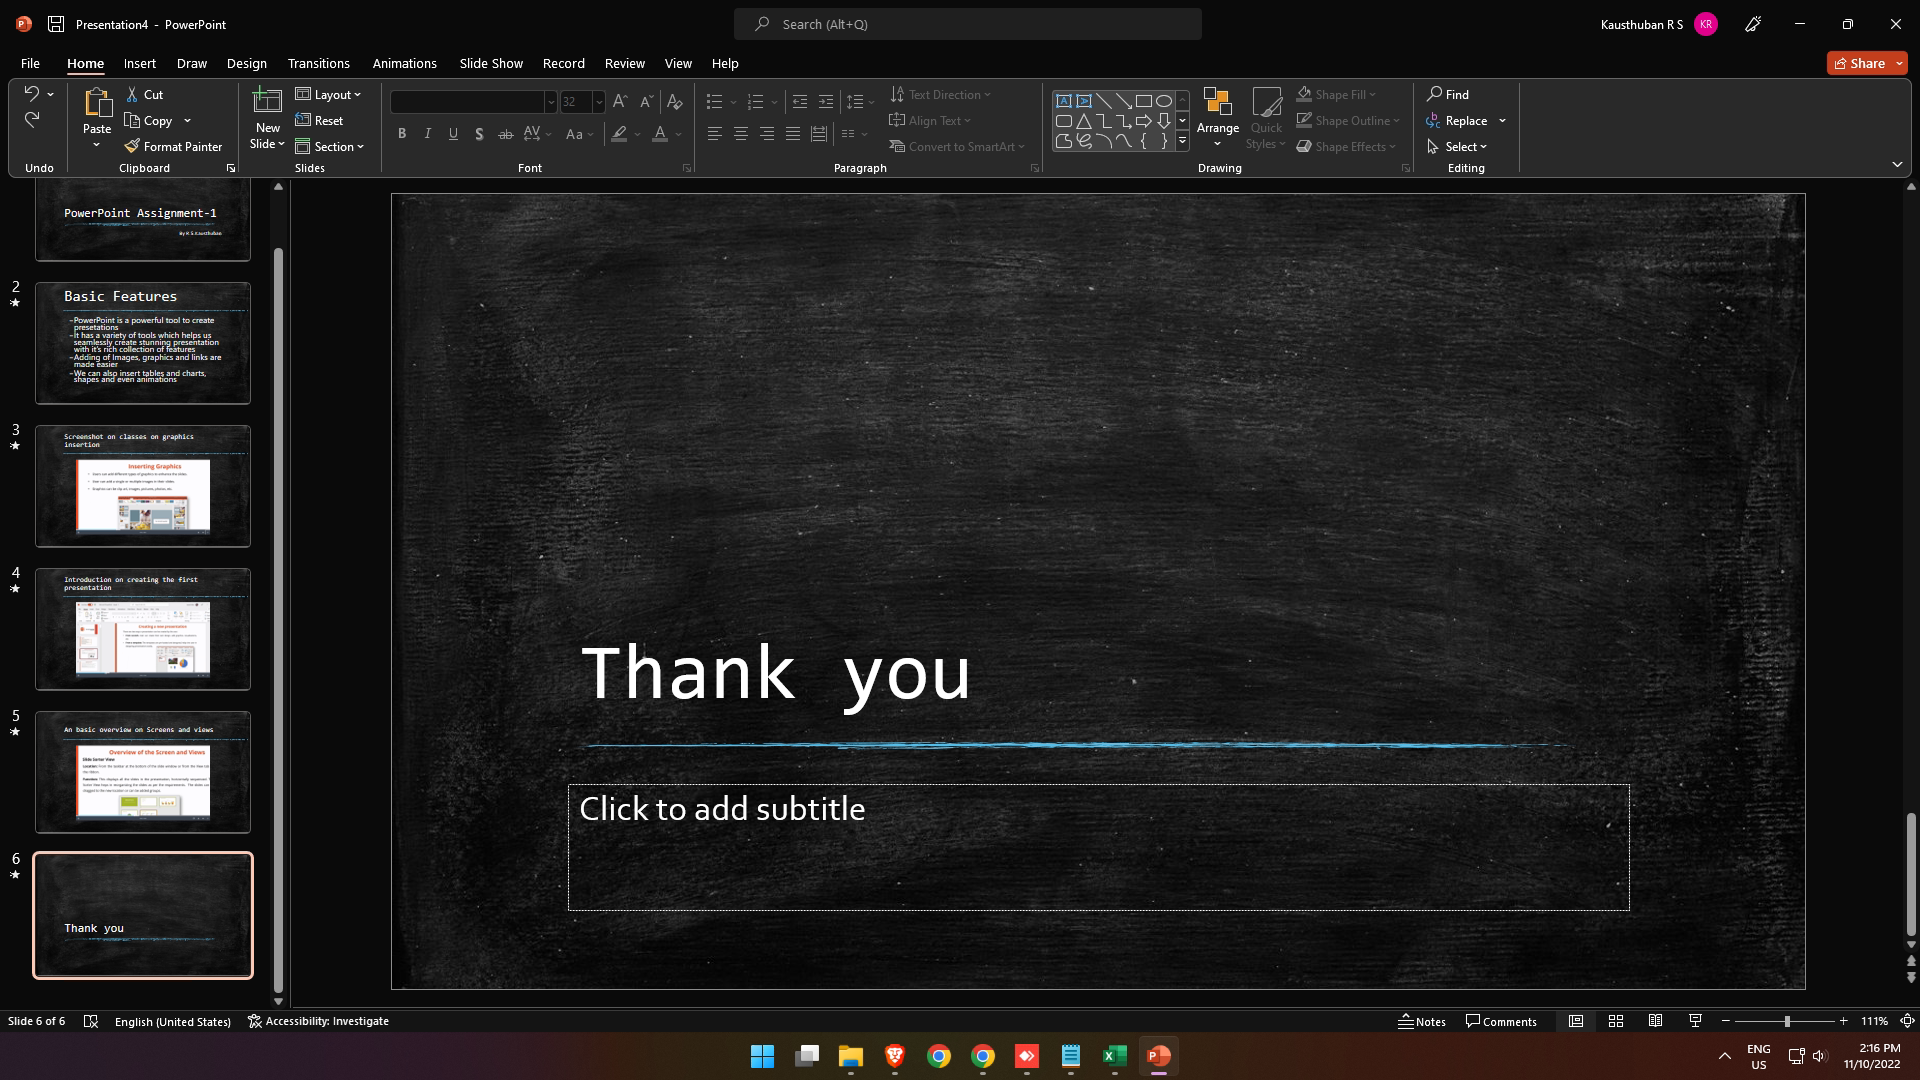 Presentation4 - PowerPoint
Search (Alt+Q)
Kausthuban R S
KR
File Home Insert Draw Design Transitions Animations Slide Show Record Review View Help
Share
Paste
Cut
Copy
Format Painter
New
Slide
Layout
Reset
Section
32
Aa
Text Direction
Align Text
Convert to SmartArt
Arrange
Quick
Styles
Shape Fill
Shape Outline
Shape Effects
Find
Replace
Select
Undo Clipboard Slides Font Paragraph Drawing Editing
PowerPoint Assignment-1
By R S Kausthuban
2
Basic Features
–PowerPoint is a powerful tool to create
presetations
–It has a variety of tools which helps us
seamlessly create stunning presentation
with it's rich collection of features
–Adding of Images, graphics and links are
made easier
–We can also insert tables and charts,
shapes and even animations
3
Screenshot on classes on graphics
insertion
Inserting Graphics
4
Introduction on creating the first
presentation
Creating a new presentation
5
An basic overview on Screens and views
Overview of the Screen and Views
Slide Sorter View
6
Thank you
Thank you
Click to add subtitle
Slide 6 of 6
English (United States)
Accessibility: Investigate
Notes
Comments
111%
ENG
US
2:16 PM
11/10/2022